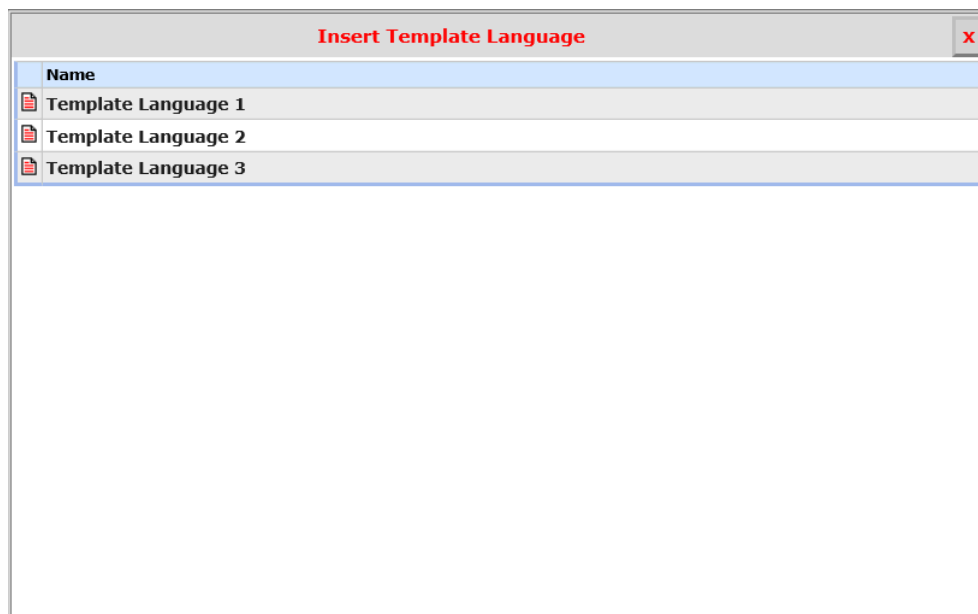 Insert Template Language
x
Name
Template Language 1
Template Language 2
Template Language 3